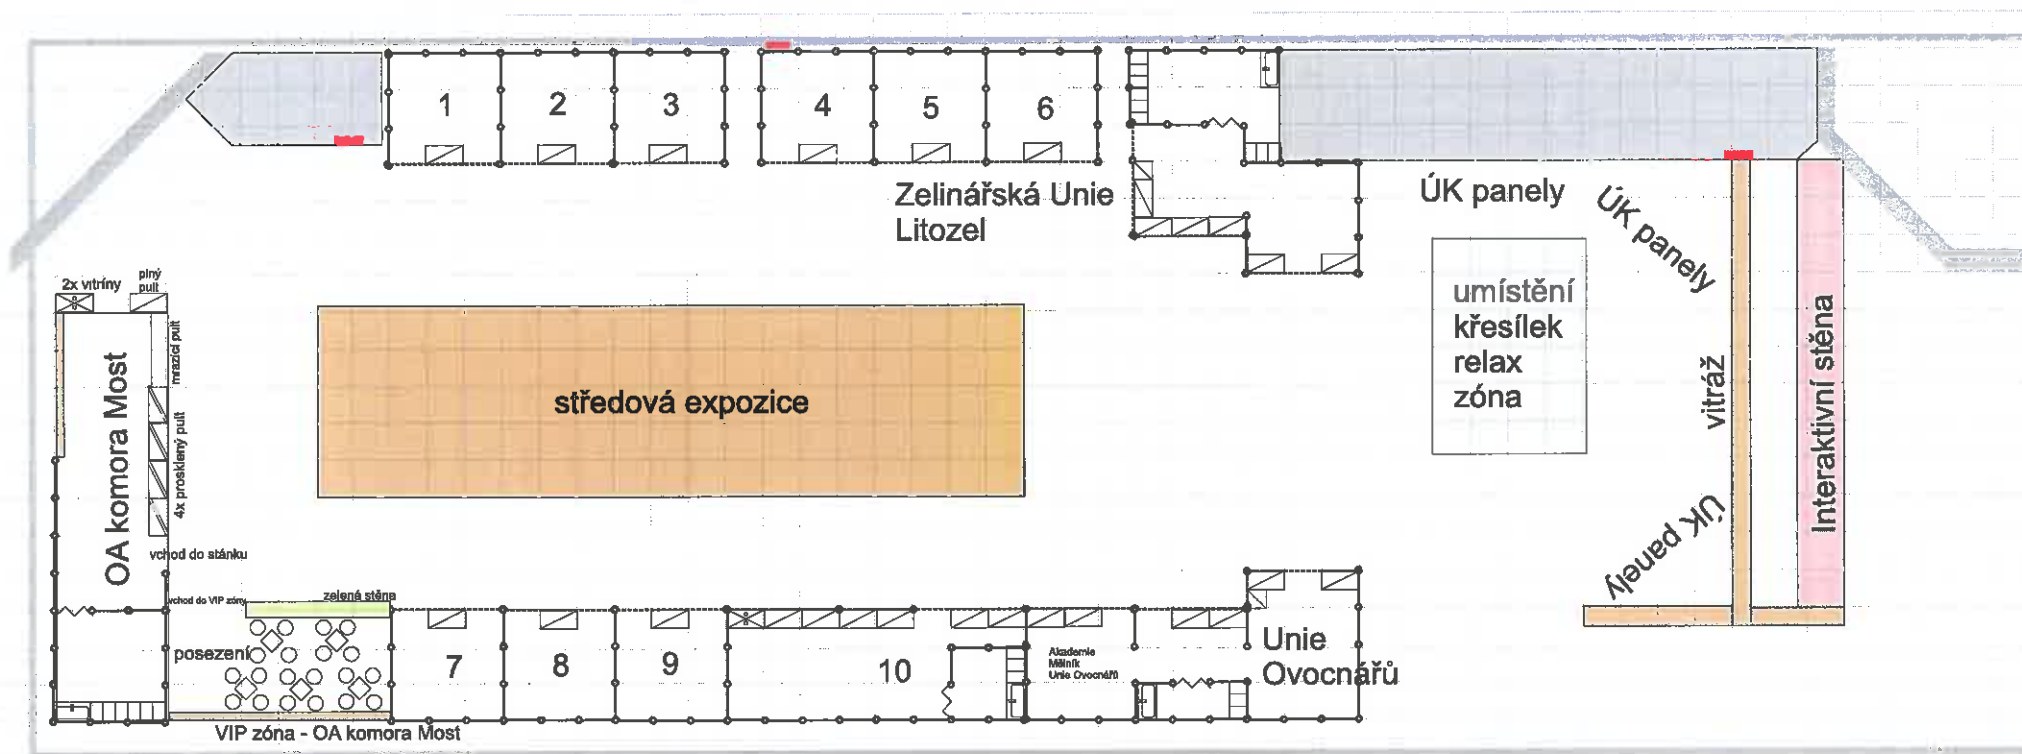 1
2
3
4
5
6
Zelinářská Unie
Litozel
ÚK panely
ÚK panely
2x vitríny
plný
pult
mrazící pult
OA komora Most
4x prosklený pult
středová expozice
umístění
křesílek
relax
zóna
vitráž
Interaktivní stěna
ÚK panely
vchod do stánku
vchod do VIP zóny
zelená stěna
posezení
7
8
9
10
Akademie
Mělník
Unie Ovocnářů
Unie
Ovocnářů
VIP zóna - OA komora Most